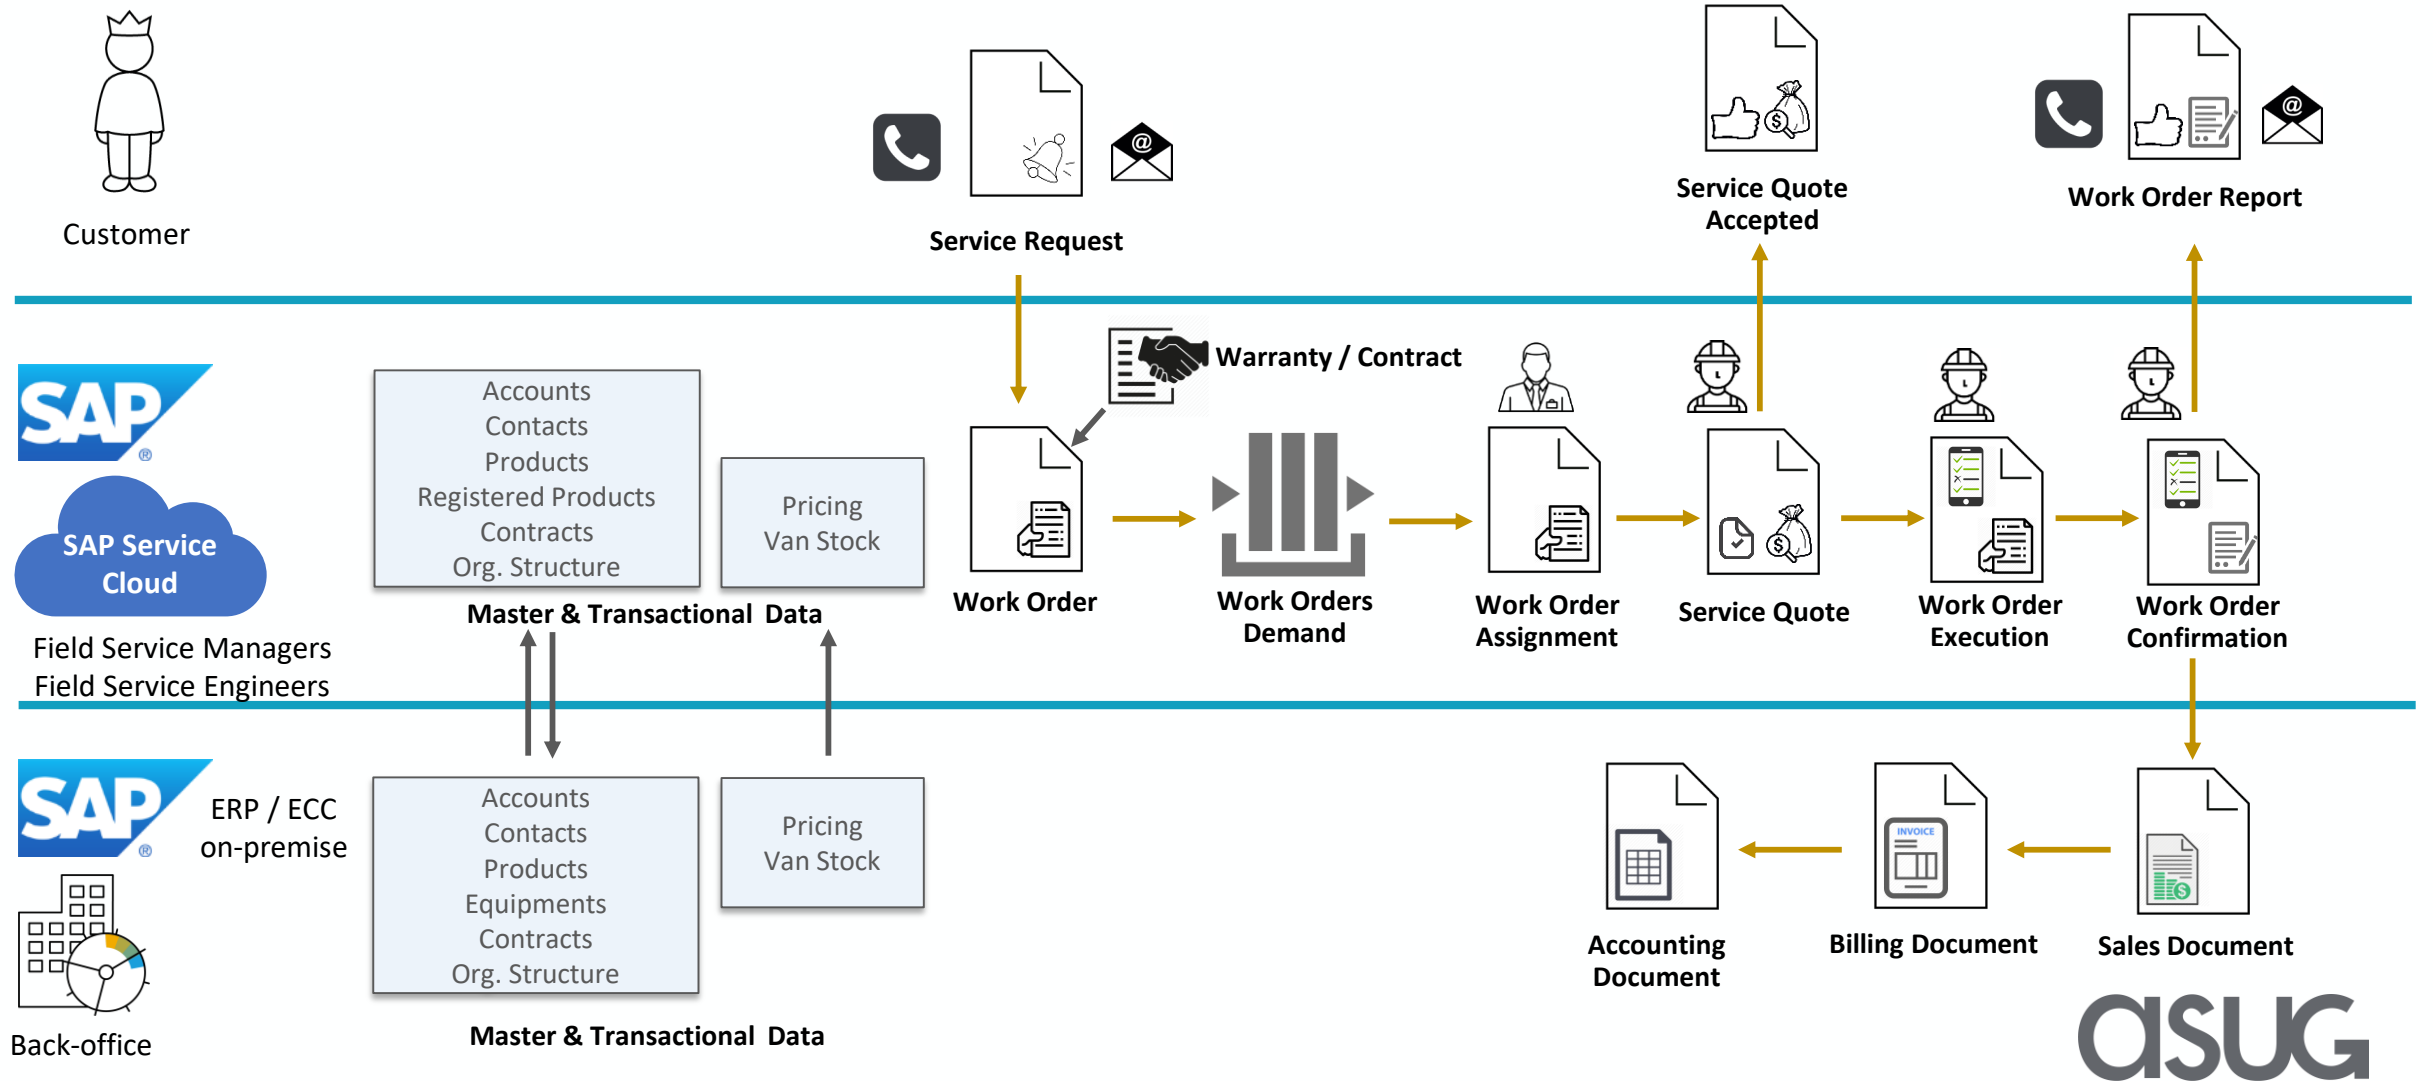 Customer
Service Request
Service Quote
Accepted
Work Order Report
@
@
$
SAP
®
SAP Service
Cloud
Field Service Managers
Field Service Engineers
Accounts
Contacts
Products
Registered Products
Contracts
Org. Structure
Pricing
Van Stock
Master & Transactional Data
Warranty / Contract
Work Order
Work Orders
Demand
Work Order
Assignment
$
Service Quote
Work Order
Execution
Work Order
Confirmation
SAP
®
ERP / ECC
on-premise
Back-office
Accounts
Contacts
Products
Equipments
Contracts
Org. Structure
Pricing
Van Stock
Master & Transactional Data
Accounting
Document
INVOICE
Billing Document
$
Sales Document
asug